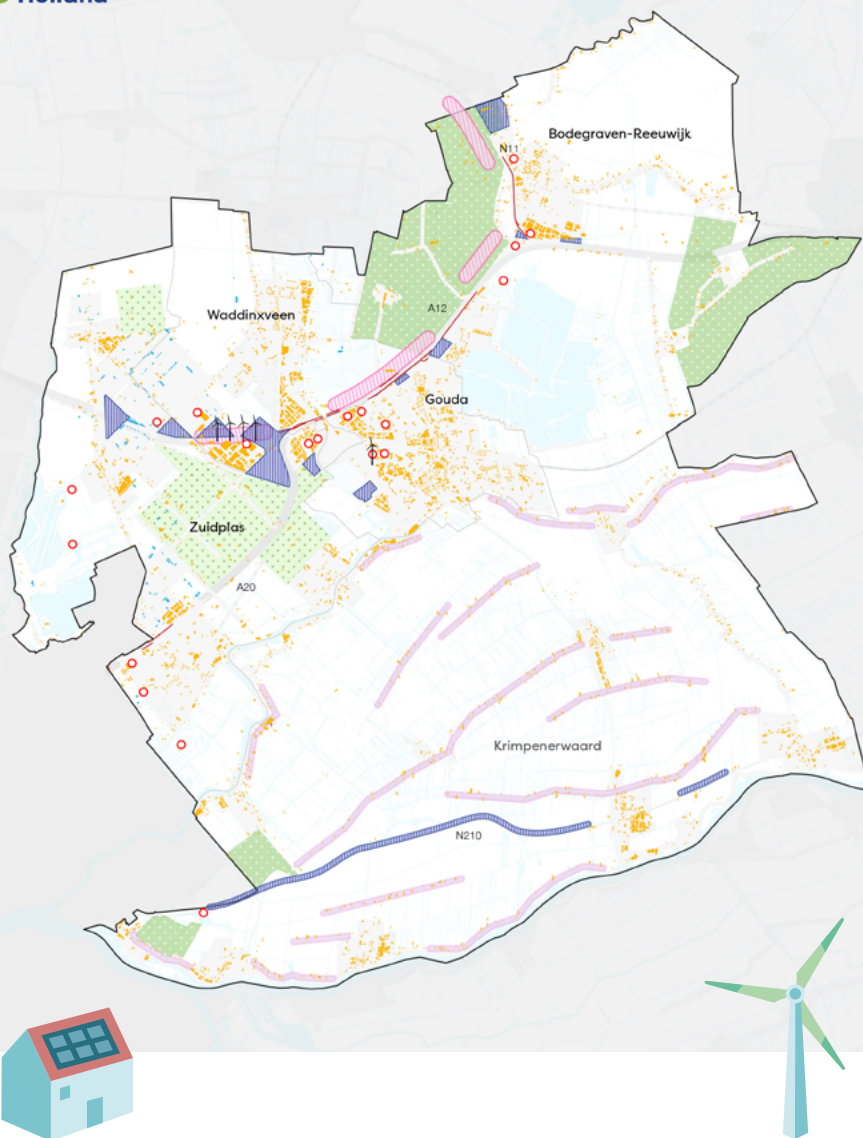 Holland
Bodegraven-Reeuwijk
N11
Waddinxveen
A12
Gouda
Zuidplas
A20
Krimpenerwaard
N210